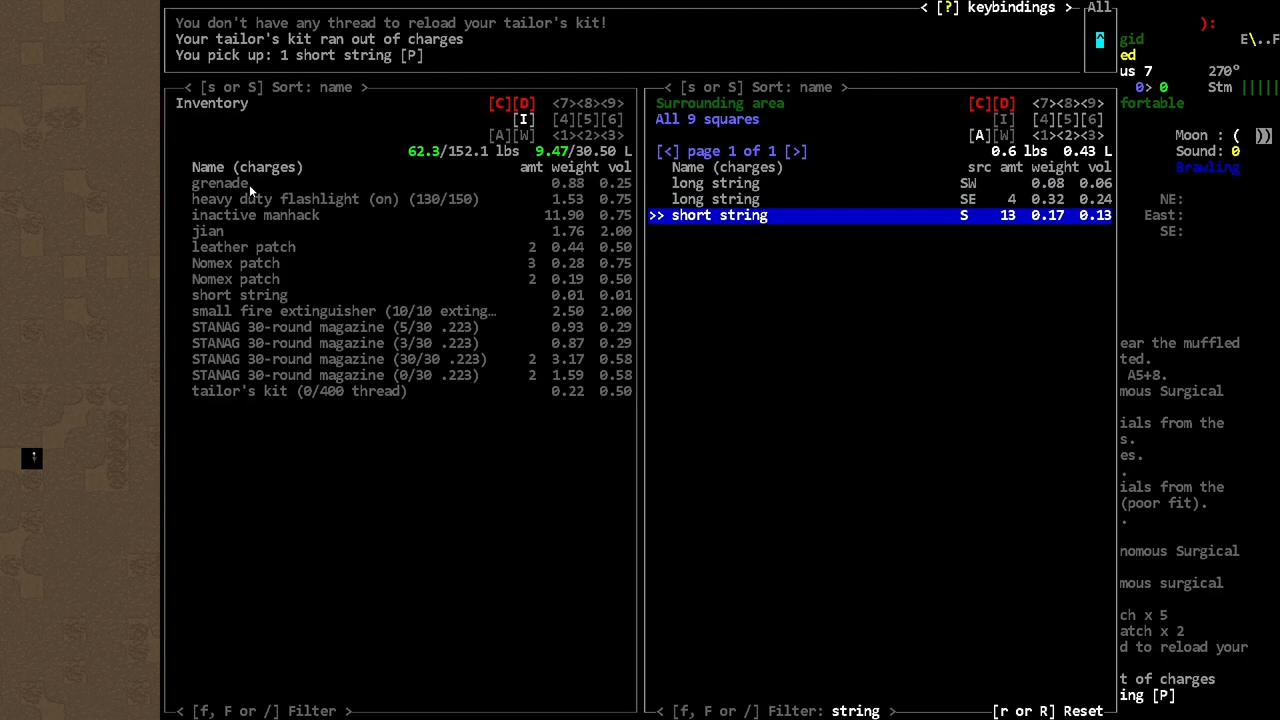 < [?] keybindings >
All
You don't have any thread to reload your tailor's kit!
Your tailor's kit ran out of charges
You pick up: 1 short string [P]
< [s or S] Sort: name >
Inventory
[C][D] <7><8><9>
[I] [4][5][6]
[A][W] <1><2><3>
62.3/152.1 lbs 9.47/30.50 L
Name (charges) amt weight vol
grenade 0.88 0.25
heavy duty flashlight (on) (130/150) 1.53 0.75
inactive manhack 11.90 0.75
jian 1.76 2.00
leather patch 2 0.44 0.50
Nomex patch 3 0.28 0.75
Nomex patch 2 0.19 0.50
short string 0.01 0.01
small fire extinguisher (10/10 exting… 2.50 2.00
STANAG 30-round magazine (5/30 .223) 0.93 0.29
STANAG 30-round magazine (3/30 .223) 0.87 0.29
STANAG 30-round magazine (30/30 .223) 2 3.17 0.58
STANAG 30-round magazine (0/30 .223) 2 1.59 0.58
tailor's kit (0/400 thread) 0.22 0.50
< [f, F or /] Filter >
< [s or S] Sort: name >
Surrounding area [C][D] <7><8><9>
All 9 squares [I] [4][5][6]
[A][W] <1><2><3>
[<] page 1 of 1 [>] 0.6 lbs 0.43 L
Name (charges) src amt weight vol
long string SW 0.08 0.06
long string SE 4 0.32 0.24
>> short string S 13 0.17 0.13
< [f, F or /] Filter: string > [r or R] Reset
):
gid E\..F
ed
us 7 270°
0> 0 Stm |||||
fortable
Moon : ( ))
Sound: 0
Brawling
NE:
East:
SE:
ear the muffled
ted.
A5+8.
mous Surgical
ials from the
s.
es.
.
ials from the
(poor fit).
.
nomous Surgical
mous surgical
ch x 5
atch x 2
d to reload your
t of charges
ing [P]